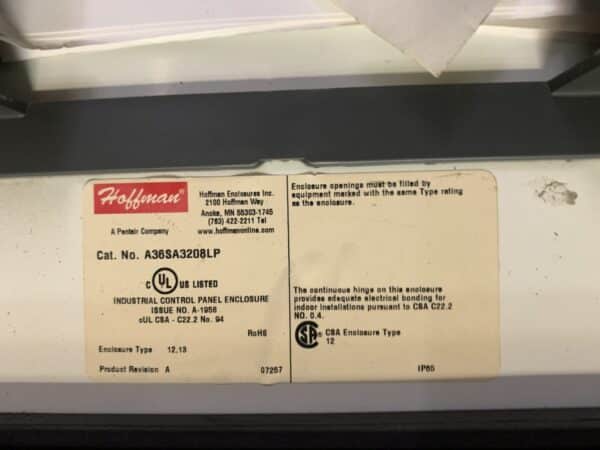 Hoffman®
A Pentair Company
Hoffman Enclosures Inc.
2100 Hoffman Way
Anoka, MN 55303-1745
(763) 422-2211 Tel
www.hoffmanonline.com
Cat. No. A36SA3208LP
C UL US LISTED
INDUSTRIAL CONTROL PANEL ENCLOSURE
ISSUE NO. A-1956
cUL CSA - C22.2 No. 94
RoHS
Enclosure Type 12,13
Product Revision A
07257
Enclosure openings must be filled by
equipment marked with the same Type rating
as the enclosure.
The continuous hinge on this enclosure
provides adequate electrical bonding for
indoor installations pursuant to CSA C22.2
NO. 0.4.
CSA Enclosure Type
12
IP65